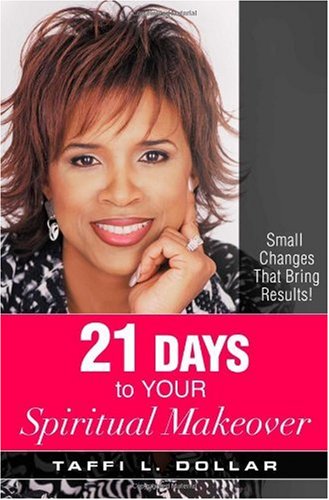 Small
Changes
That Bring
Results!
21 DAYS
to YOUR
Spiritual Makeover
TAFFI L. DOLLAR